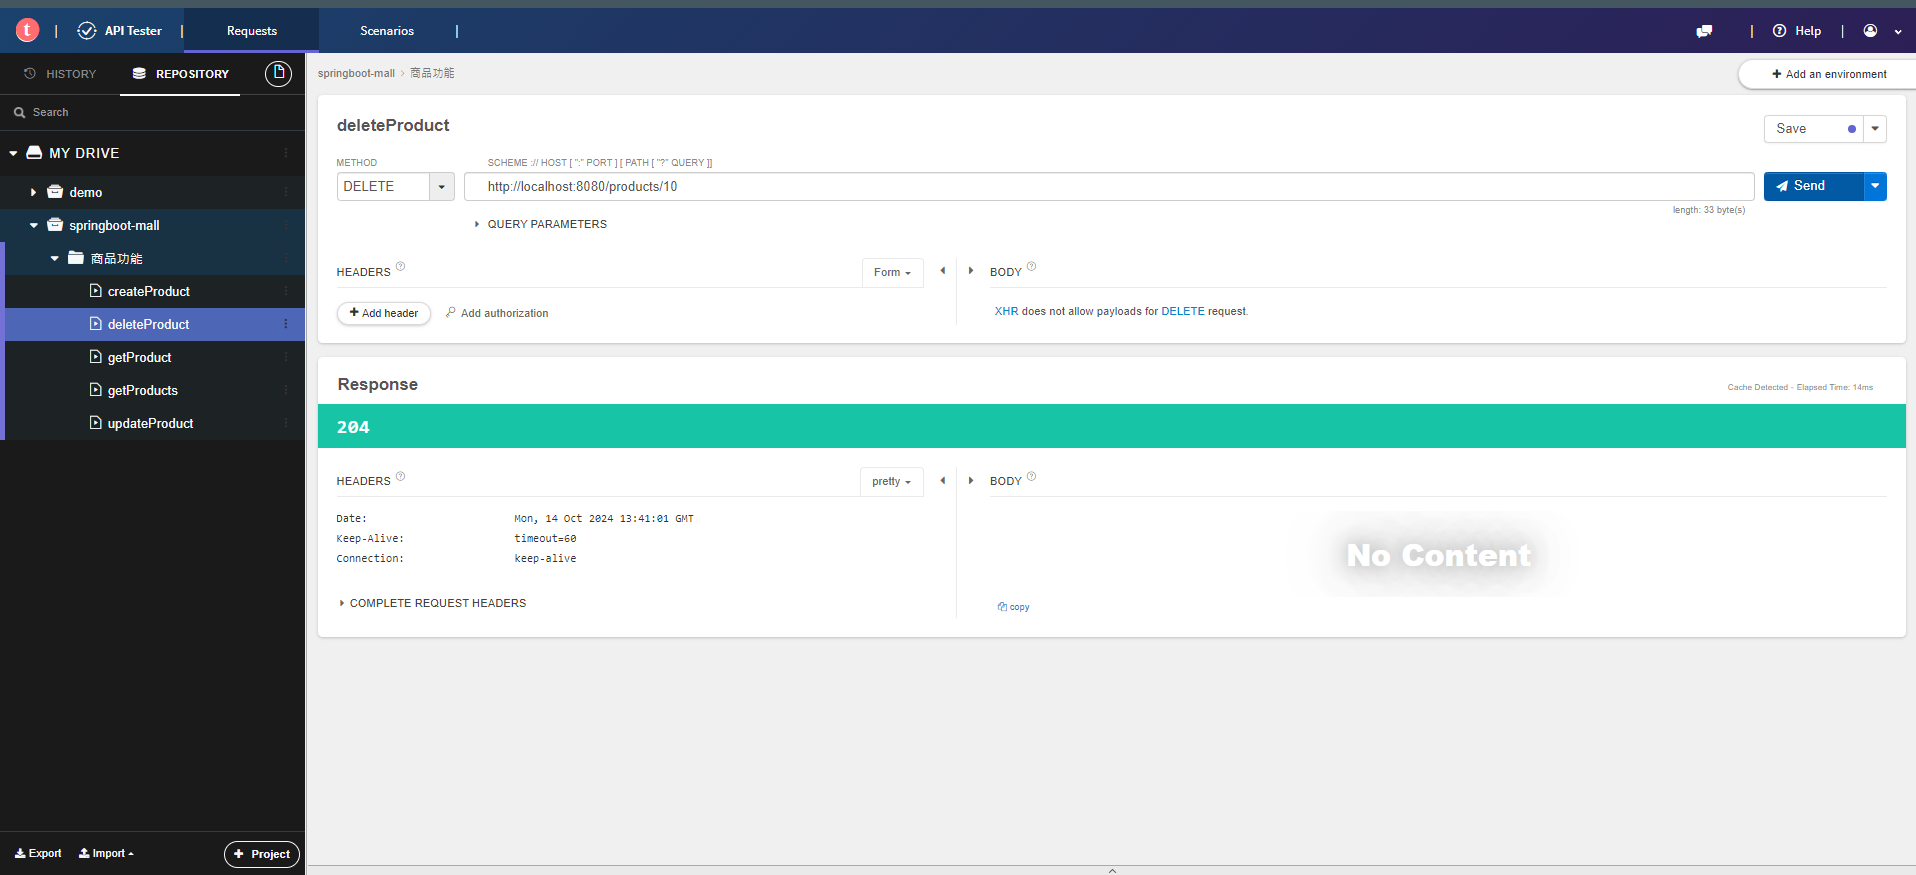 t | API Tester | Requests Scenarios | | Help |
HISTORY REPOSITORY
Search
MY DRIVE
demo
springboot-mall
商品功能
createProduct
deleteProduct
getProduct
getProducts
updateProduct
Export Import + Project
springboot-mall › 商品功能
+ Add an environment
deleteProduct
Save
METHOD SCHEME :// HOST [ ":" PORT ] [ PATH [ "?" QUERY ]]
DELETE http://localhost:8080/products/10 Send
length: 33 byte(s)
QUERY PARAMETERS
HEADERS ? Form BODY ?
+ Add header Add authorization
XHR does not allow payloads for DELETE request.
Response
Cache Detected - Elapsed Time: 14ms
204
HEADERS ? pretty BODY ?
Date: Mon, 14 Oct 2024 13:41:01 GMT
Keep-Alive: timeout=60
Connection: keep-alive
COMPLETE REQUEST HEADERS
No Content
copy